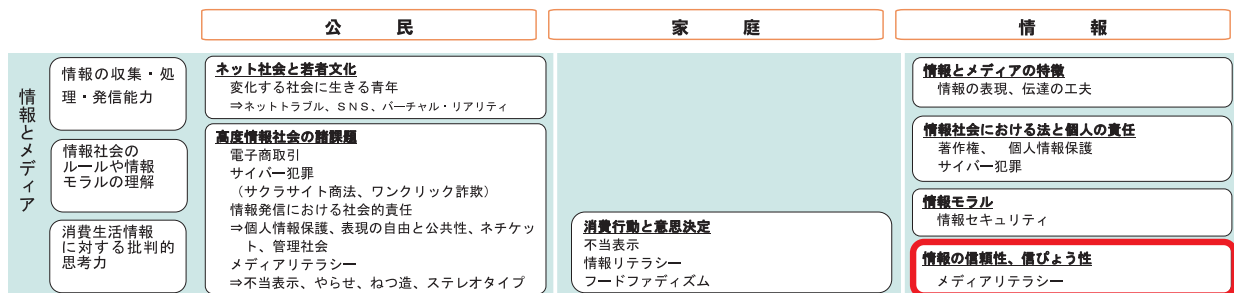 公　民
家　庭
情　報
情報とメディア
情報の収集・処
理・発信能力
情報社会の
ルールや情報
モラルの理解
消費生活情報
に対する批判的
思考力
ネット社会と若者文化
変化する社会に生きる青年
⇒ネットトラブル、ＳＮＳ、バーチャル・リアリティ
高度情報社会の諸課題
電子商取引
サイバー犯罪
（サクラサイト商法、ワンクリック詐欺）
情報発信における社会的責任
⇒個人情報保護、表現の自由と公共性、ネチケッ
ト、管理社会
メディアリテラシー
⇒不当表示、やらせ、ねつ造、ステレオタイプ
消費行動と意思決定
不当表示
情報リテラシー
フードファディズム
情報とメディアの特徴
情報の表現、伝達の工夫
情報社会における法と個人の責任
著作権、　個人情報保護
サイバー犯罪
情報モラル
情報セキュリティ
情報の信頼性、信ぴょう性
メディアリテラシー